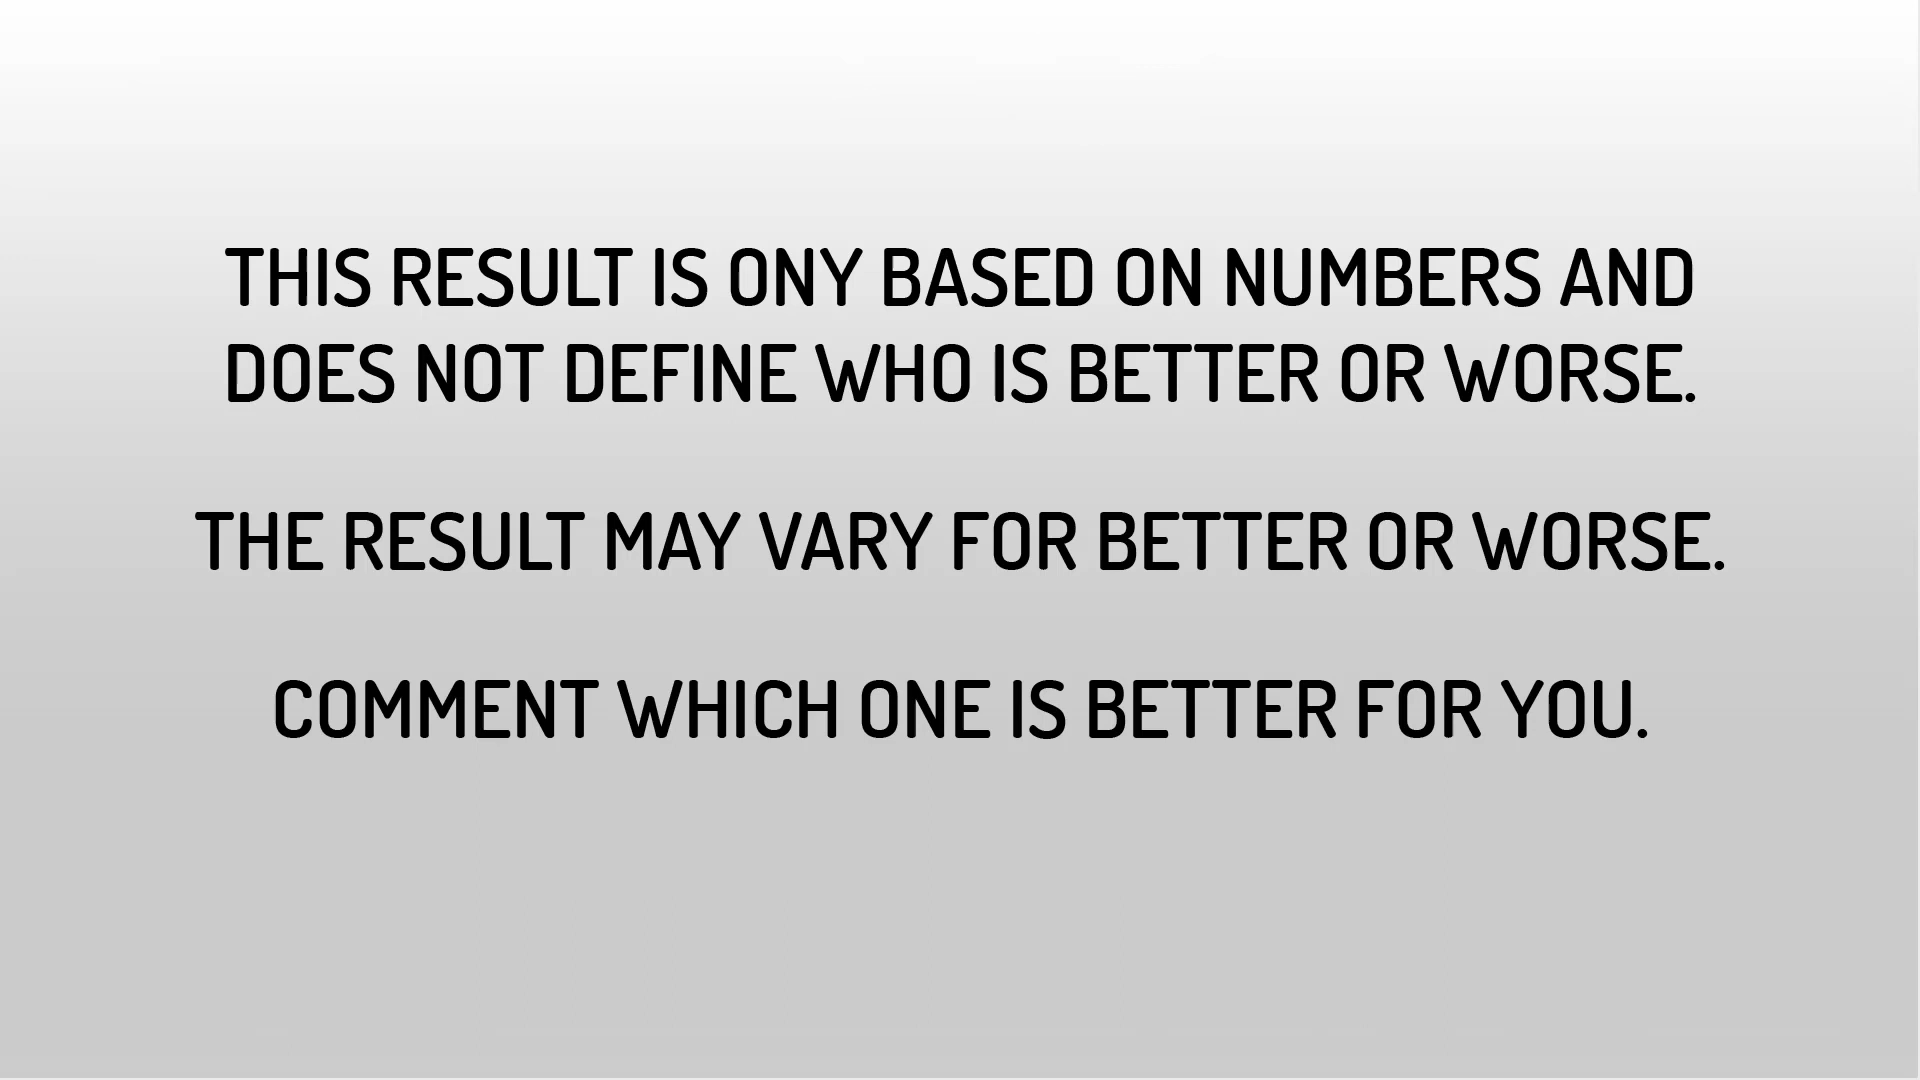 THIS RESULT IS ONY BASED ON NUMBERS AND
DOES NOT DEFINE WHO IS BETTER OR WORSE.
THE RESULT MAY VARY FOR BETTER OR WORSE.
COMMENT WHICH ONE IS BETTER FOR YOU.